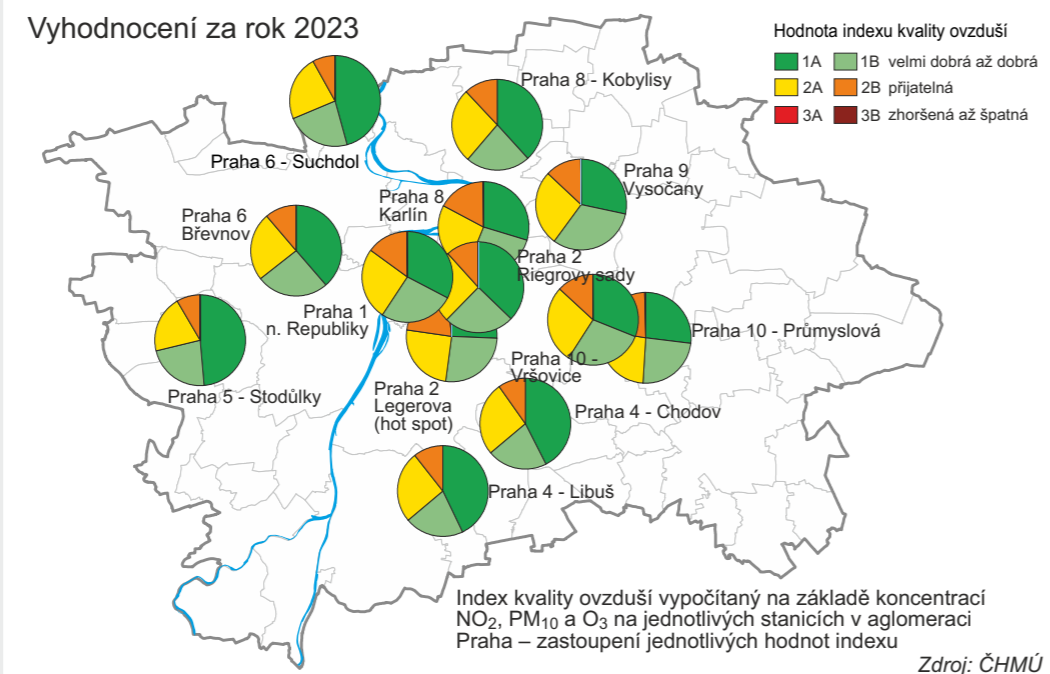 Vyhodnocení za rok 2023
Hodnota indexu kvality ovzduší
1A 1B velmi dobrá až dobrá
2A 2B přijatelná
3A 3B zhoršená až špatná
Praha 8 - Kobylisy
Praha 6 - Suchdol
Praha 9
Vysočany
Praha 8
Karlín
Praha 6
Břevnov
Praha 2
Riegrovy sady
Praha 1
n. Republiky
Praha 10 - Průmyslová
Praha 10 -
Vršovice
Praha 5 - Stodůlky
Praha 2
Legerova
(hot spot)
Praha 4 - Chodov
Praha 4 - Libuš
Index kvality ovzduší vypočítaný na základě koncentrací
NO₂, PM₁₀ a O₃ na jednotlivých stanicích v aglomeraci
Praha – zastoupení jednotlivých hodnot indexu
Zdroj: ČHMÚ